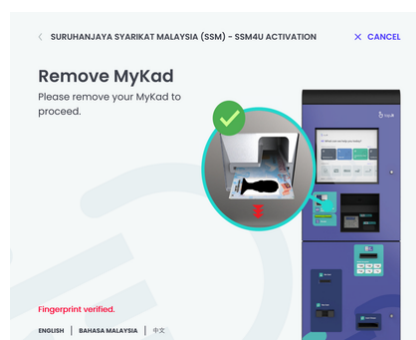 SURUHANJAYA SYARIKAT MALAYSIA (SSM) - SSM4U ACTIVATION
× CANCEL
Remove MyKad
Please remove your MyKad to
proceed.
Fingerprint verified.
ENGLISH | BAHASA MALAYSIA | 中文